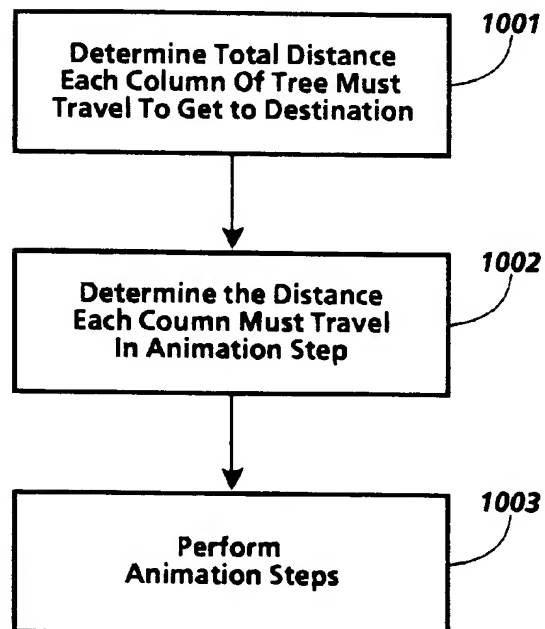 1001
Determine Total Distance
Each Column Of Tree Must
Travel To Get to Destination
1002
Determine the Distance
Each Coumn Must Travel
In Animation Step
1003
Perform
Animation Steps